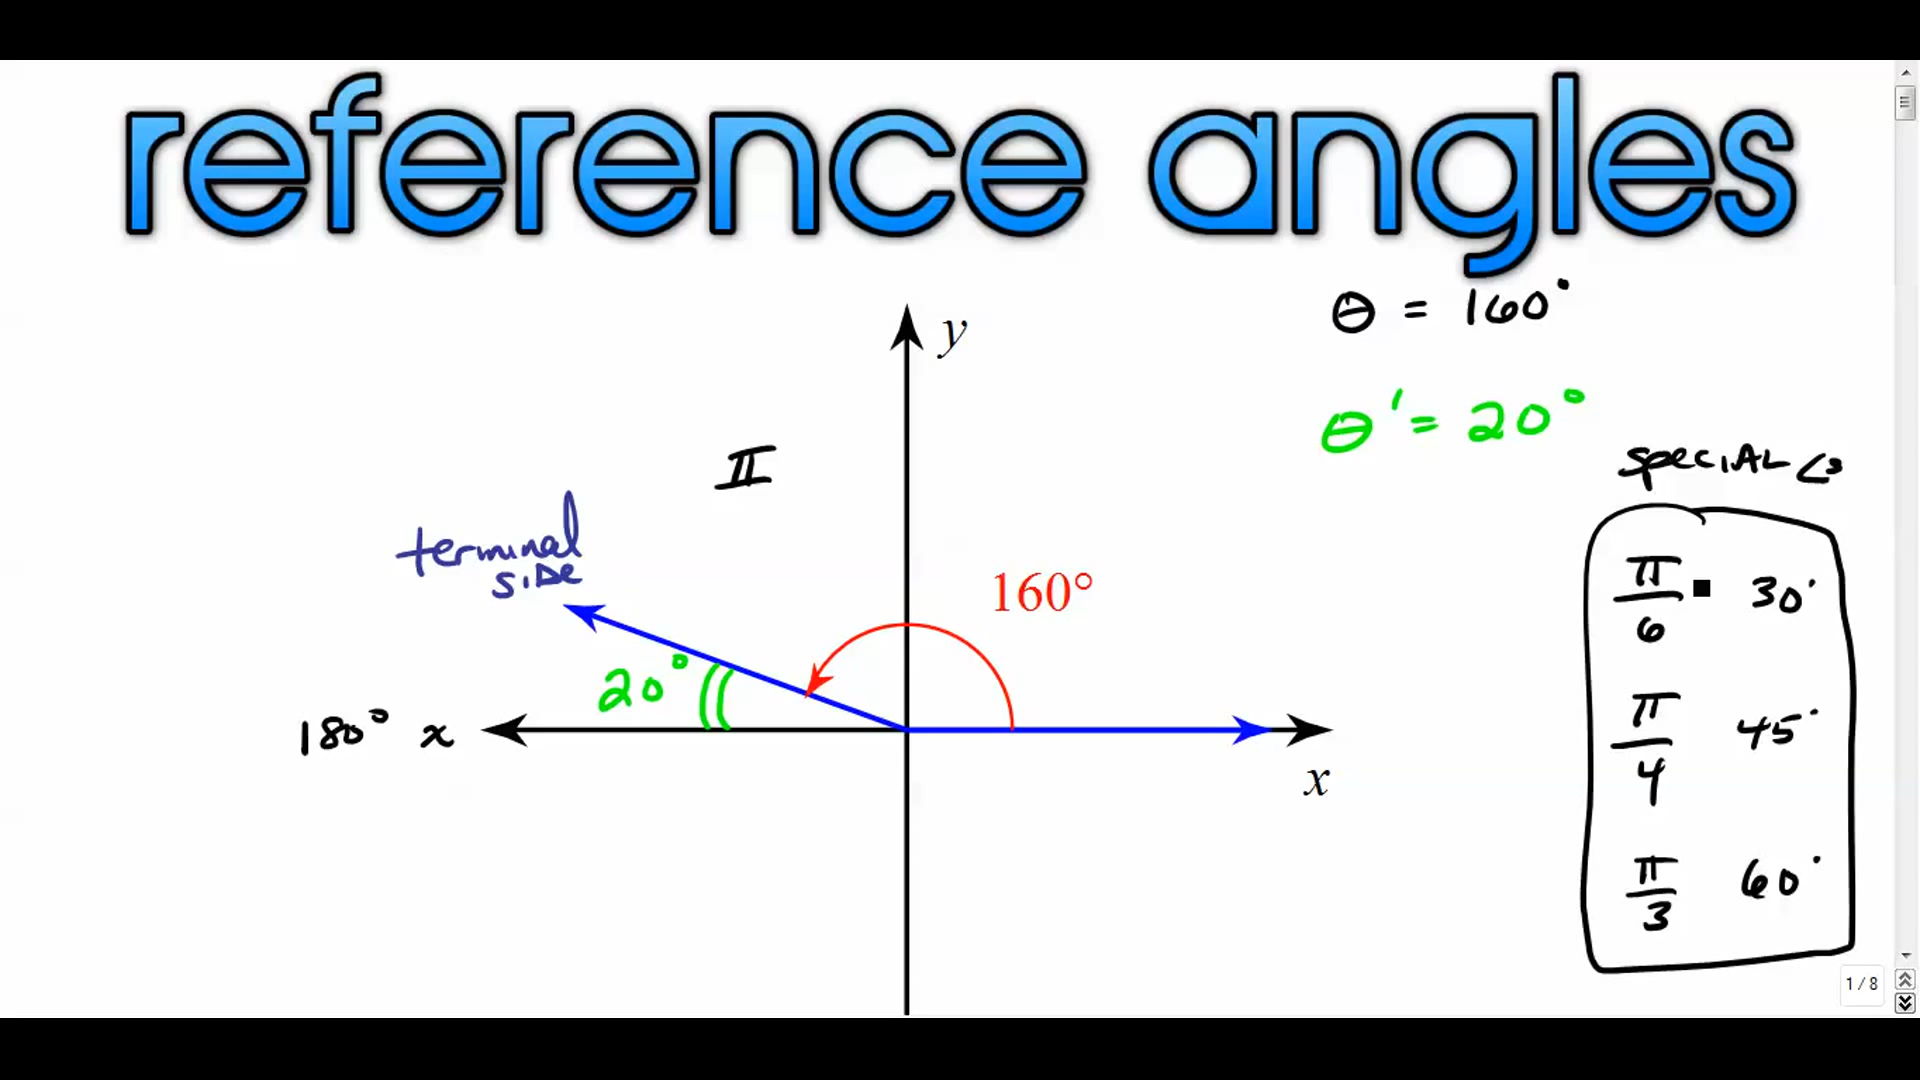 reference angles
θ = 160°
y
θ' = 20°
II
SPECIAL <s
terminal
SIDE
160°
π/6 30°
20°
180° x
π/4 45°
x
π/3 60°
1 / 8